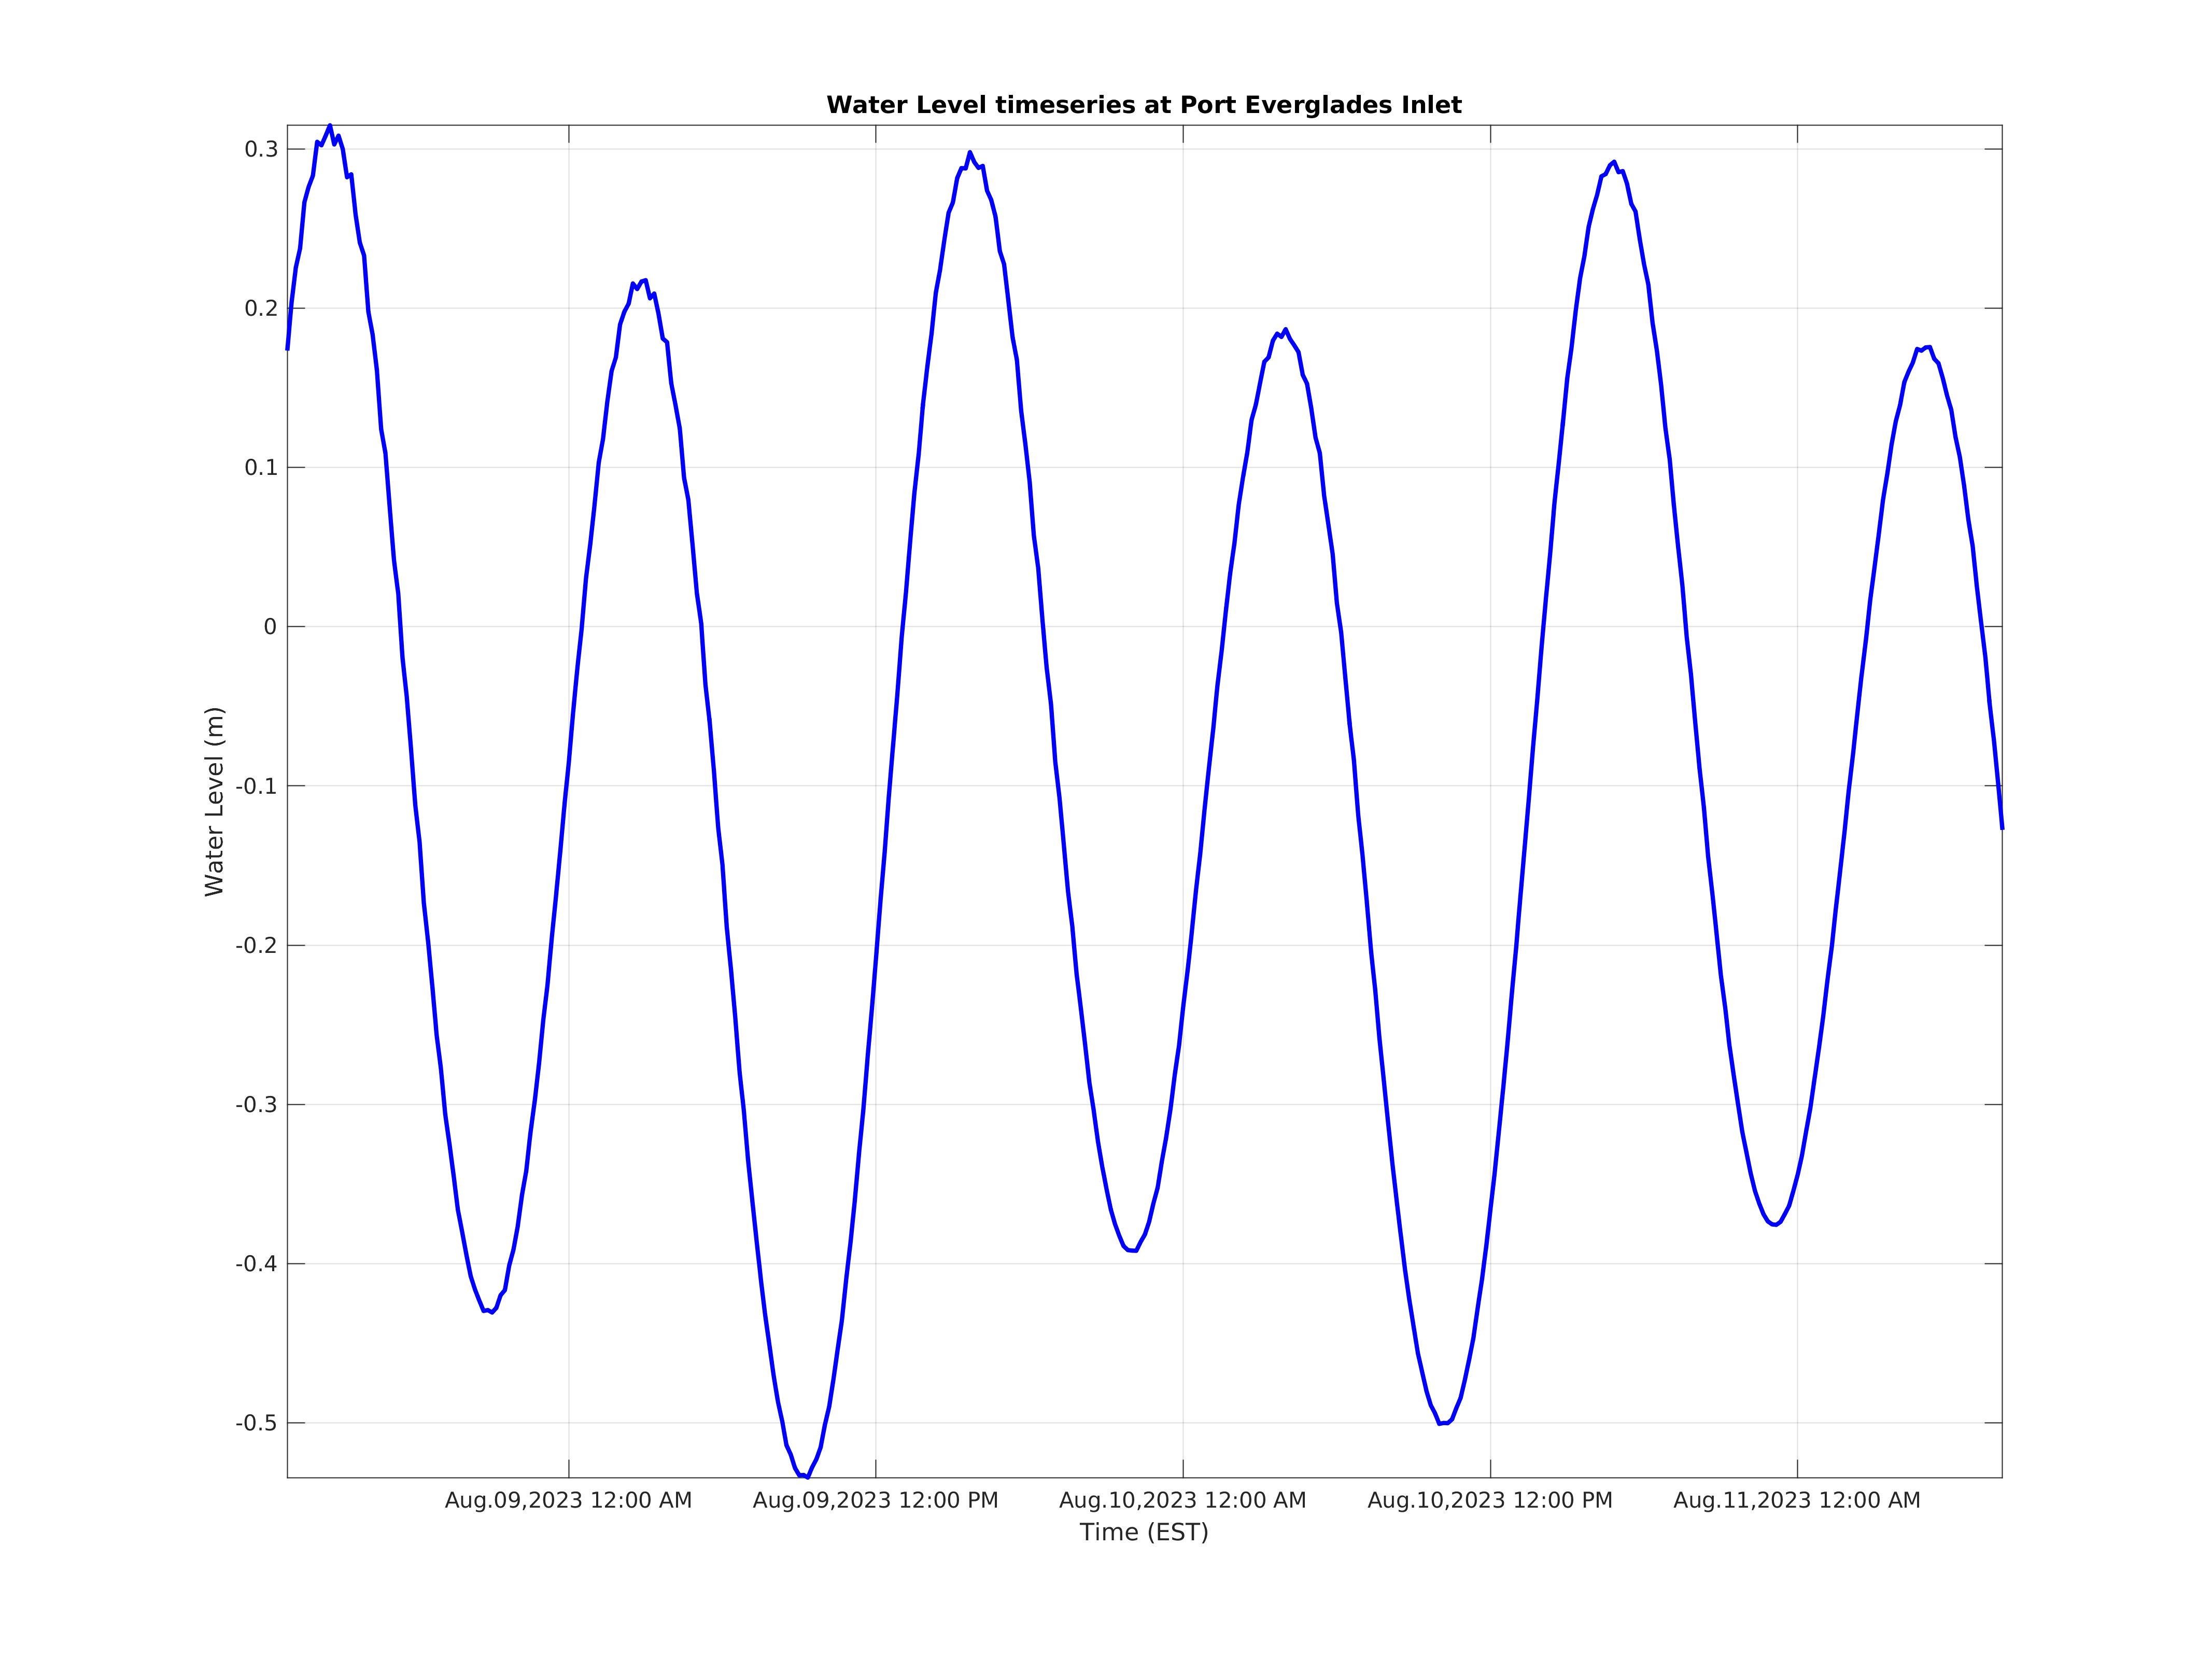 Water Level timeseries at Port Everglades Inlet
0.3
0.2
0.1
0
-0.1
-0.2
-0.3
-0.4
-0.5
Water Level (m)
Aug.09,2023 12:00 AM Aug.09,2023 12:00 PM Aug.10,2023 12:00 AM Aug.10,2023 12:00 PM Aug.11,2023 12:00 AM
Time (EST)